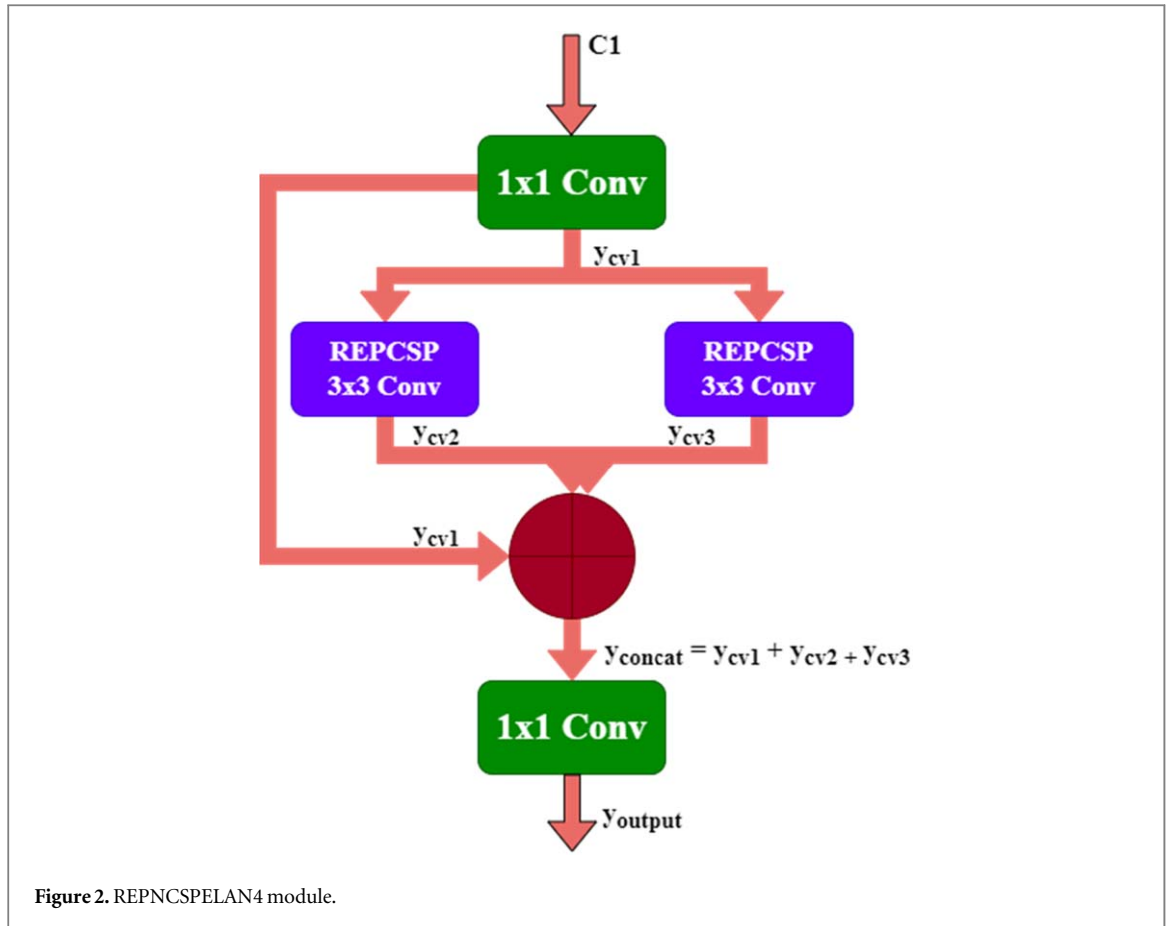 C1
1x1 Conv
ycv1
REPCSP
3x3 Conv
REPCSP
3x3 Conv
ycv2
ycv3
ycv1
yconcat = ycv1 + ycv2 + ycv3
1x1 Conv
youtput
Figure 2. REPNCSPELAN4 module.